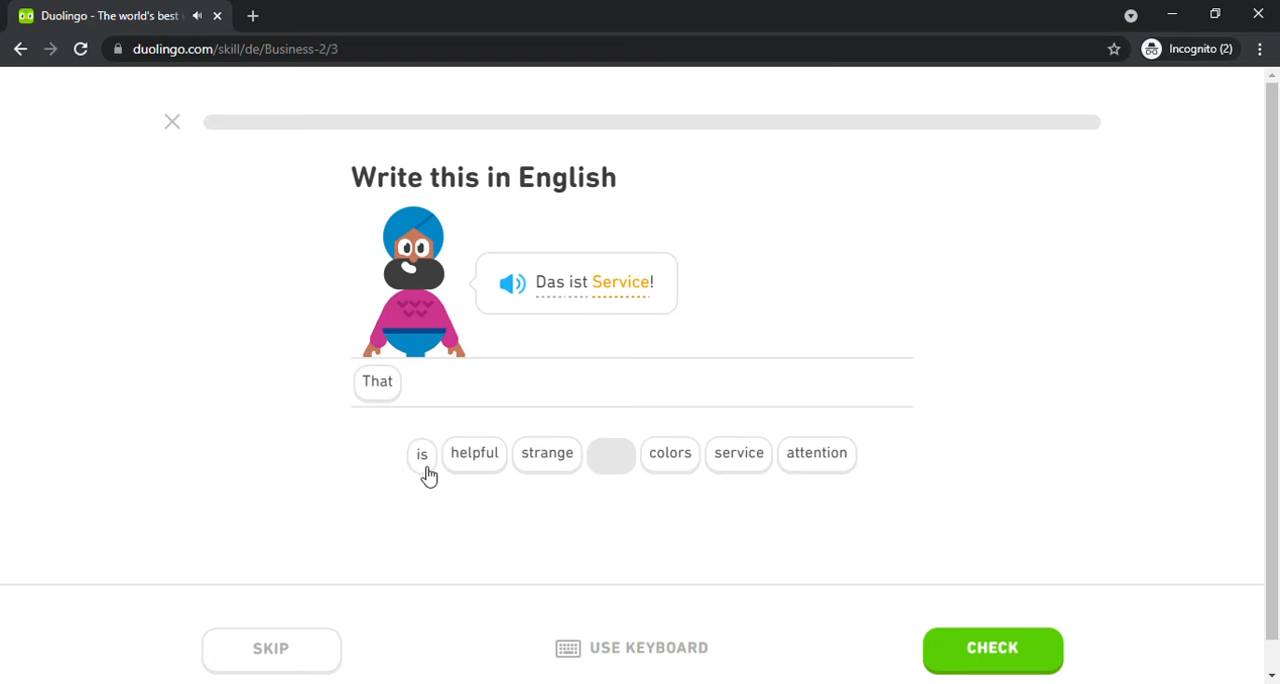 Duolingo - The world's best
duolingo.com/skill/de/Business-2/3
Incognito (2)
Write this in English
Das ist Service!
That
is helpful strange colors service attention
SKIP
USE KEYBOARD
CHECK